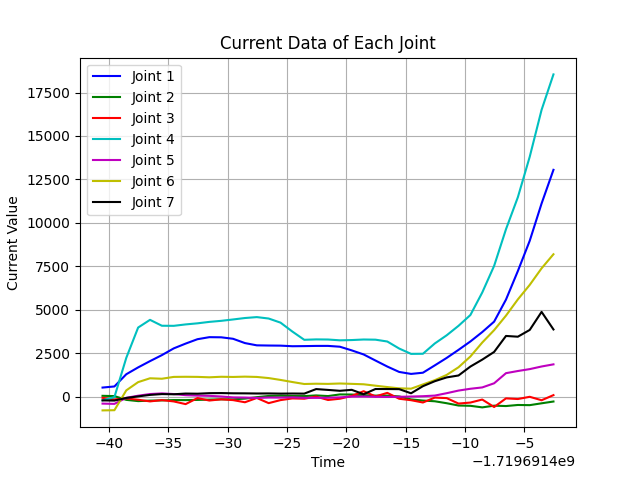 Current Data of Each Joint
Joint 1
Joint 2
Joint 3
Joint 4
Joint 5
Joint 6
Joint 7
17500
15000
12500
10000
7500
5000
2500
0
Current Value
−40 −35 −30 −25 −20 −15 −10 −5
Time
−1.7196914e9